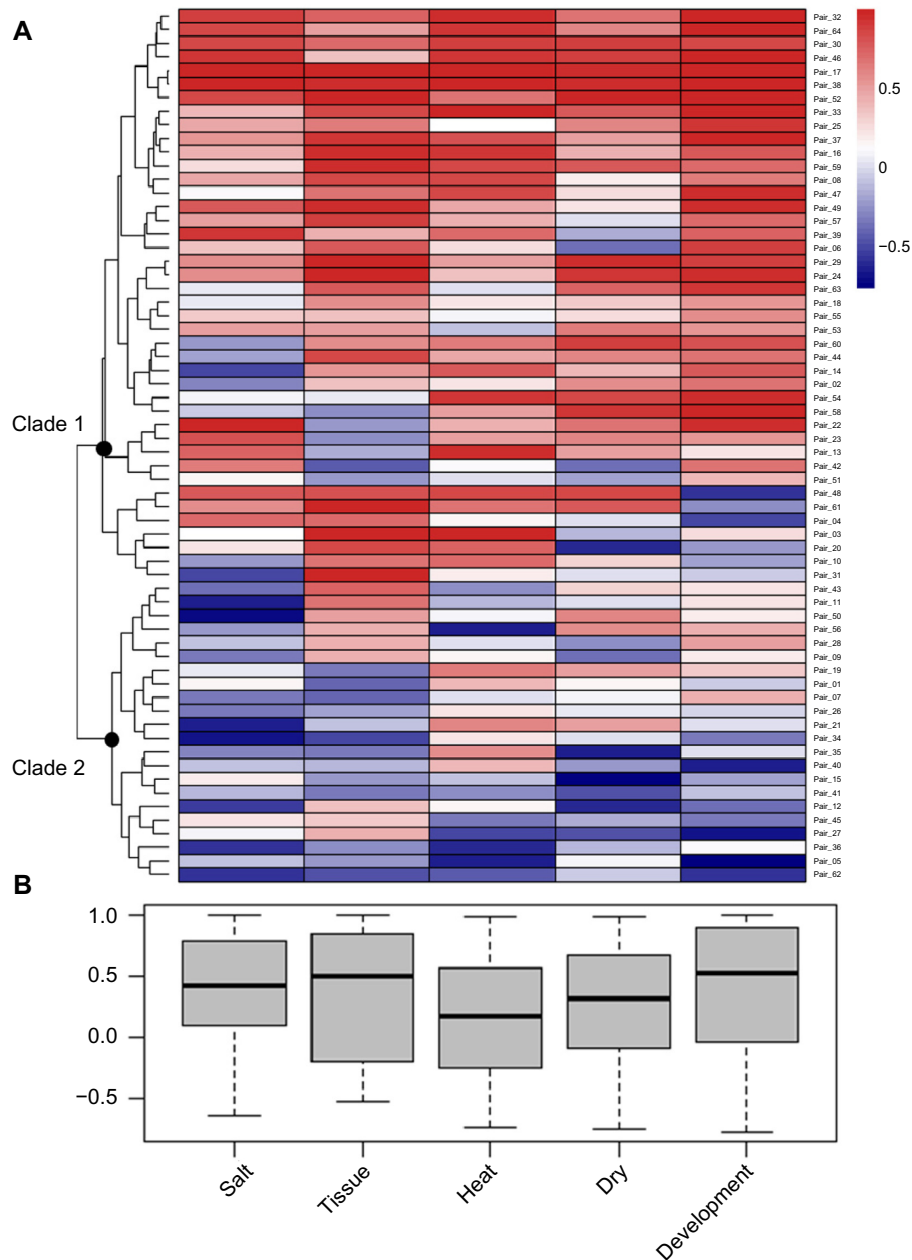 A
Pair_32
Pair_64
Pair_30
Pair_46
Pair_17
Pair_38
Pair_52
Pair_33
Pair_25
Pair_37
Pair_16
Pair_59
Pair_08
Pair_47
Pair_49
Pair_57
Pair_39
Pair_06
Pair_29
Pair_24
Pair_63
Pair_18
Pair_55
Pair_53
Pair_60
Pair_44
Pair_14
Pair_02
Pair_54
Pair_58
Pair_22
Pair_23
Pair_13
Pair_42
Pair_51
Pair_48
Pair_61
Pair_04
Pair_03
Pair_20
Pair_10
Pair_31
Pair_43
Pair_11
Pair_50
Pair_56
Pair_28
Pair_09
Pair_19
Pair_01
Pair_07
Pair_26
Pair_21
Pair_34
Pair_35
Pair_40
Pair_15
Pair_41
Pair_12
Pair_45
Pair_27
Pair_36
Pair_05
Pair_62
0.5
0
−0.5
Clade 1
Clade 2
B
1.0
0.5
0.0
−0.5
Salt
Tissue
Heat
Dry
Development